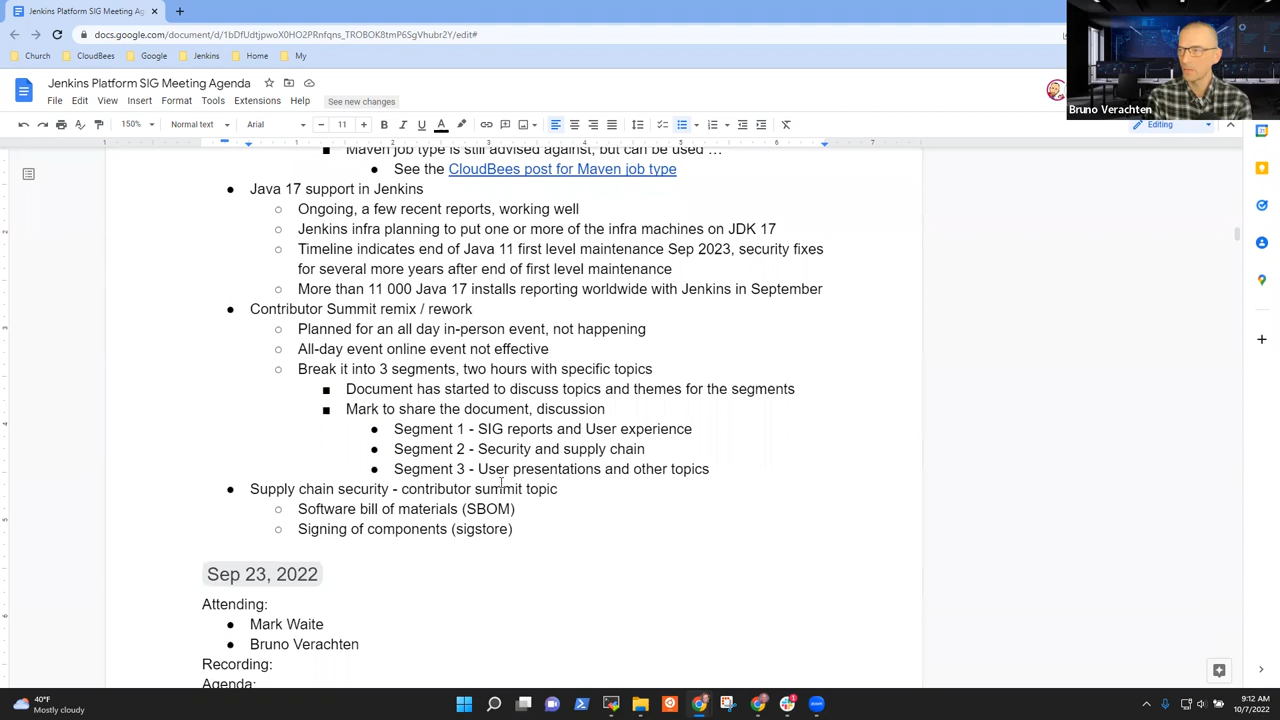 Jenkins Platform SIG Meeting Ag
docs.google.com/document/d/1bDfUdtjpwoX0HO2PRnfqns_TROBOK8tmP6SgVhubr2Y/edit#
Church
CloudBees
Google
Jenkins
Home
My
Bruno Verachten
Jenkins Platform SIG Meeting Agenda
File Edit View Insert Format Tools Extensions Help See new changes
150% Normal text Arial 11 Editing
1 1 2 3 4 5 6 7
Maven job type is still advised against, but can be used …
See the CloudBees post for Maven job type
Java 17 support in Jenkins
Ongoing, a few recent reports, working well
Jenkins infra planning to put one or more of the infra machines on JDK 17
Timeline indicates end of Java 11 first level maintenance Sep 2023, security fixes
for several more years after end of first level maintenance
More than 11 000 Java 17 installs reporting worldwide with Jenkins in September
Contributor Summit remix / rework
Planned for an all day in-person event, not happening
All-day event online event not effective
Break it into 3 segments, two hours with specific topics
Document has started to discuss topics and themes for the segments
Mark to share the document, discussion
Segment 1 - SIG reports and User experience
Segment 2 - Security and supply chain
Segment 3 - User presentations and other topics
Supply chain security - contributor summit topic
Software bill of materials (SBOM)
Signing of components (sigstore)
Sep 23, 2022
Attending:
Mark Waite
Bruno Verachten
Recording:
Agenda:
40°F
Mostly cloudy
9:12 AM
10/7/2022